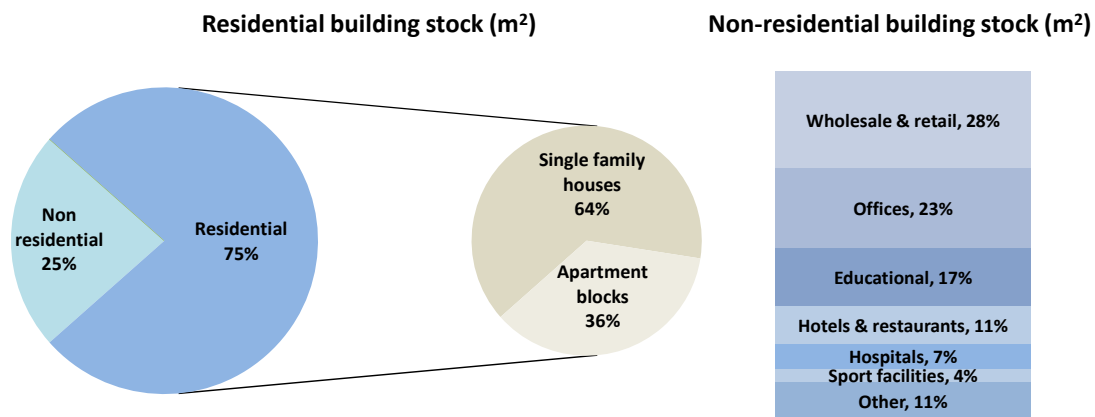 Residential building stock (m²)
Non
residential
25%
Residential
75%
Single family
houses
64%
Apartment
blocks
36%
Non-residential building stock (m²)
Wholesale & retail, 28%
Offices, 23%
Educational, 17%
Hotels & restaurants, 11%
Hospitals, 7%
Sport facilities, 4%
Other, 11%